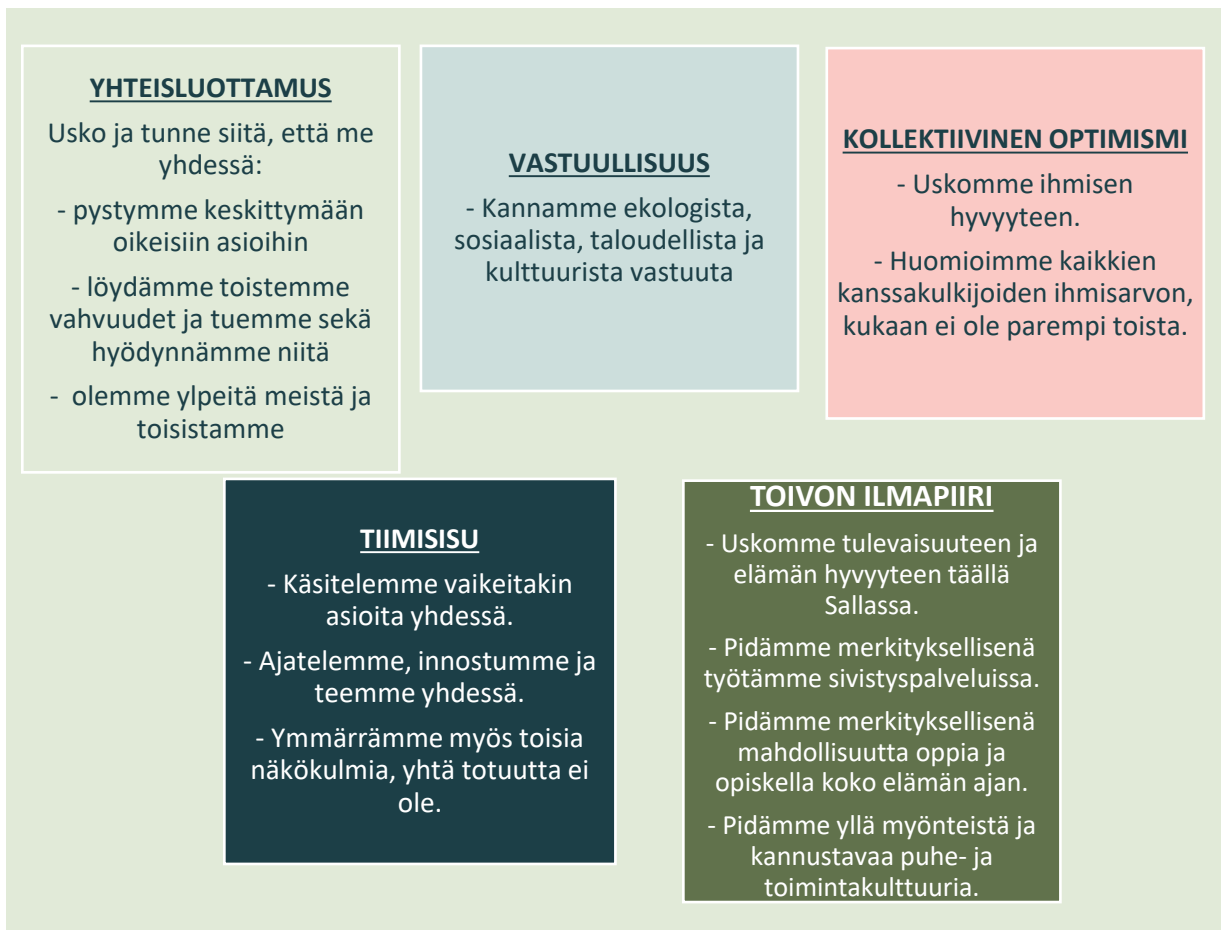 YHTEISLUOTTAMUS
Usko ja tunne siitä, että me
yhdessä:
- pystymme keskittymään
oikeisiin asioihin
- löydämme toistemme
vahvuudet ja tuemme sekä
hyödynnämme niitä
- olemme ylpeitä meistä ja
toisistamme
VASTUULLISUUS
- Kannamme ekologista,
sosiaalista, taloudellista ja
kulttuurista vastuuta
KOLLEKTIIVINEN OPTIMISMI
- Uskomme ihmisen
hyvyyteen.
- Huomioimme kaikkien
kanssakulkijoiden ihmisarvon,
kukaan ei ole parempi toista.
TIIMISISU
- Käsitelemme vaikeitakin
asioita yhdessä.
- Ajatelemme, innostumme ja
teemme yhdessä.
- Ymmärrämme myös toisia
näkökulmia, yhtä totuutta ei
ole.
TOIVON ILMAPIIRI
- Uskomme tulevaisuuteen ja
elämän hyvyyteen täällä
Sallassa.
- Pidämme merkityksellisenä
työtämme sivistyspalveluissa.
- Pidämme merkityksellisenä
mahdollisuutta oppia ja
opiskella koko elämän ajan.
- Pidämme yllä myönteistä ja
kannustavaa puhe- ja
toimintakulttuuria.